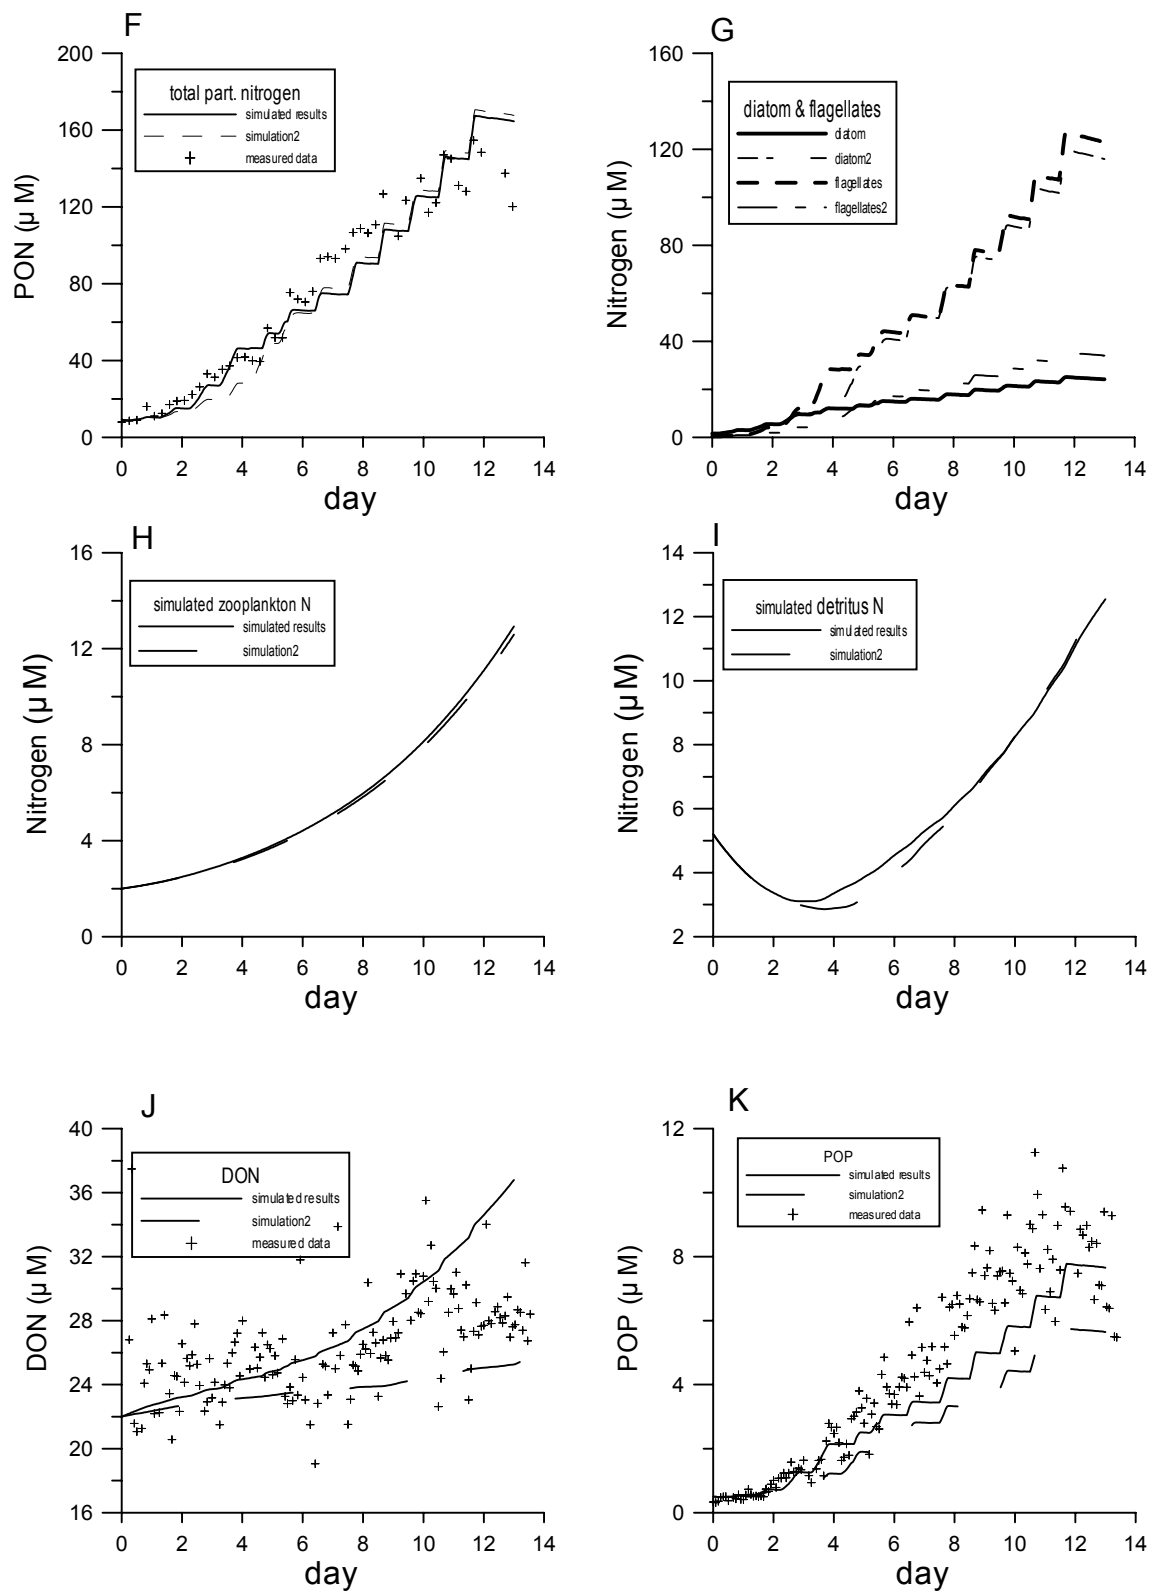 F
PON (µ M)
200
160
120
80
40
0
total part. nitrogen
simulated results
simulation2
measured data
0 2 4 6 8 10 12 14
day
G
Nitrogen (µ M)
160
120
80
40
0
diatom & flagellates
diatom
diatom2
flagellates
flagellates2
0 2 4 6 8 10 12 14
day
H
Nitrogen (µ M)
16
12
8
4
0
simulated zooplankton N
simulated results
simulation2
0 2 4 6 8 10 12 14
day
I
Nitrogen (µ M)
14
12
10
8
6
4
2
simulated detritus N
simulated results
simulation2
0 2 4 6 8 10 12 14
day
J
DON (µ M)
40
36
32
28
24
20
16
DON
simulated results
simulation2
measured data
0 2 4 6 8 10 12 14
day
K
POP (µ M)
12
8
4
0
POP
simulated results
simulation2
measured data
0 2 4 6 8 10 12 14
day